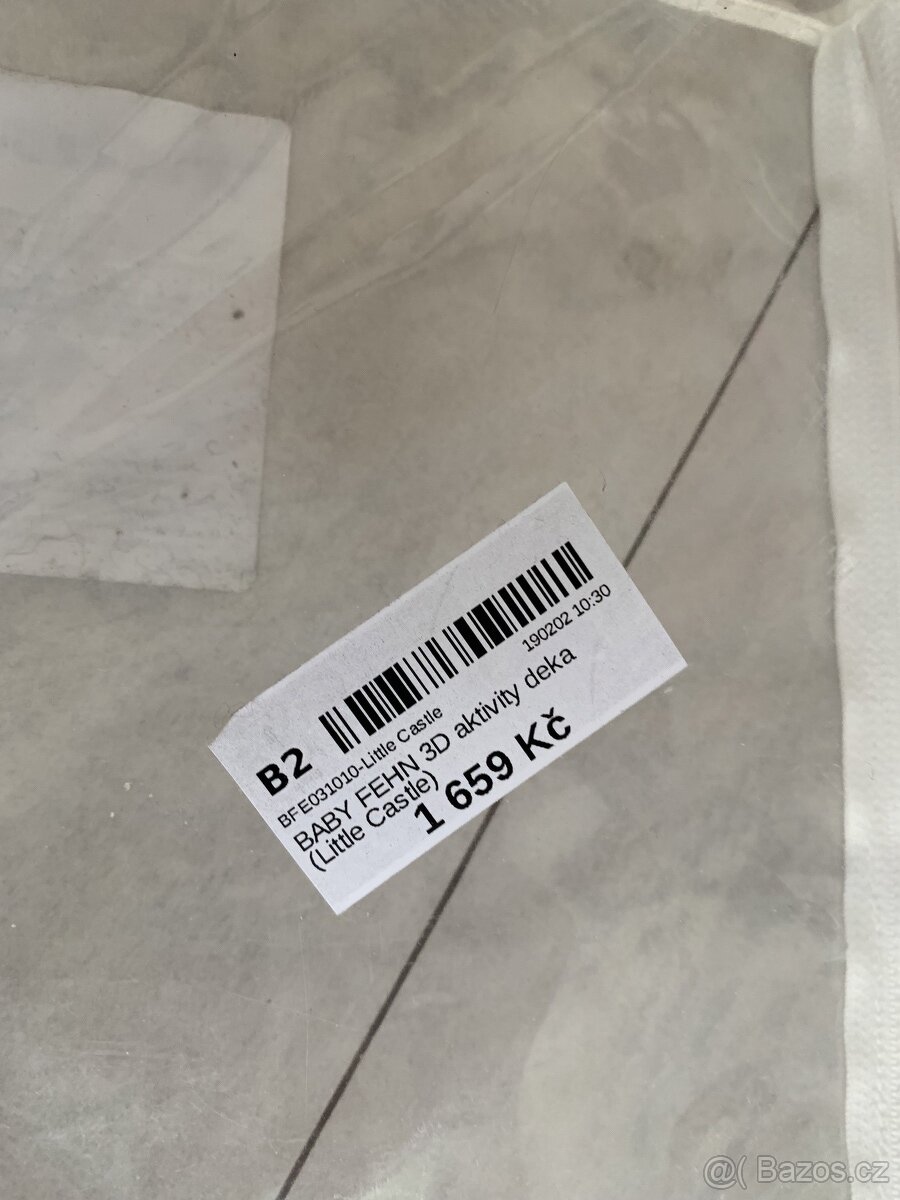 B2
190202 10:30
BFE031010-Little Castle
BABY FEHN 3D aktivity deka
(Little Castle)
1 659 Kč
@( Bazos.cz